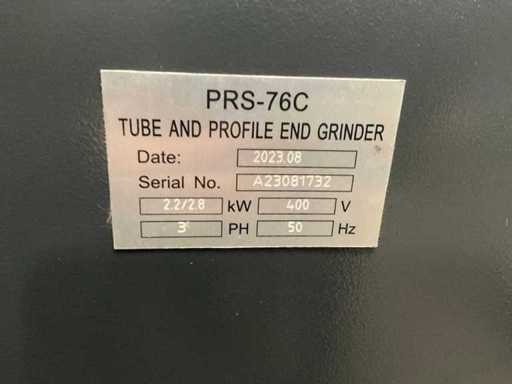 PRS-76C
TUBE AND PROFILE END GRINDER
Date: 2023.08
Serial No. A23081732
2.2/2.8 kW 400 V
3 PH 50 Hz